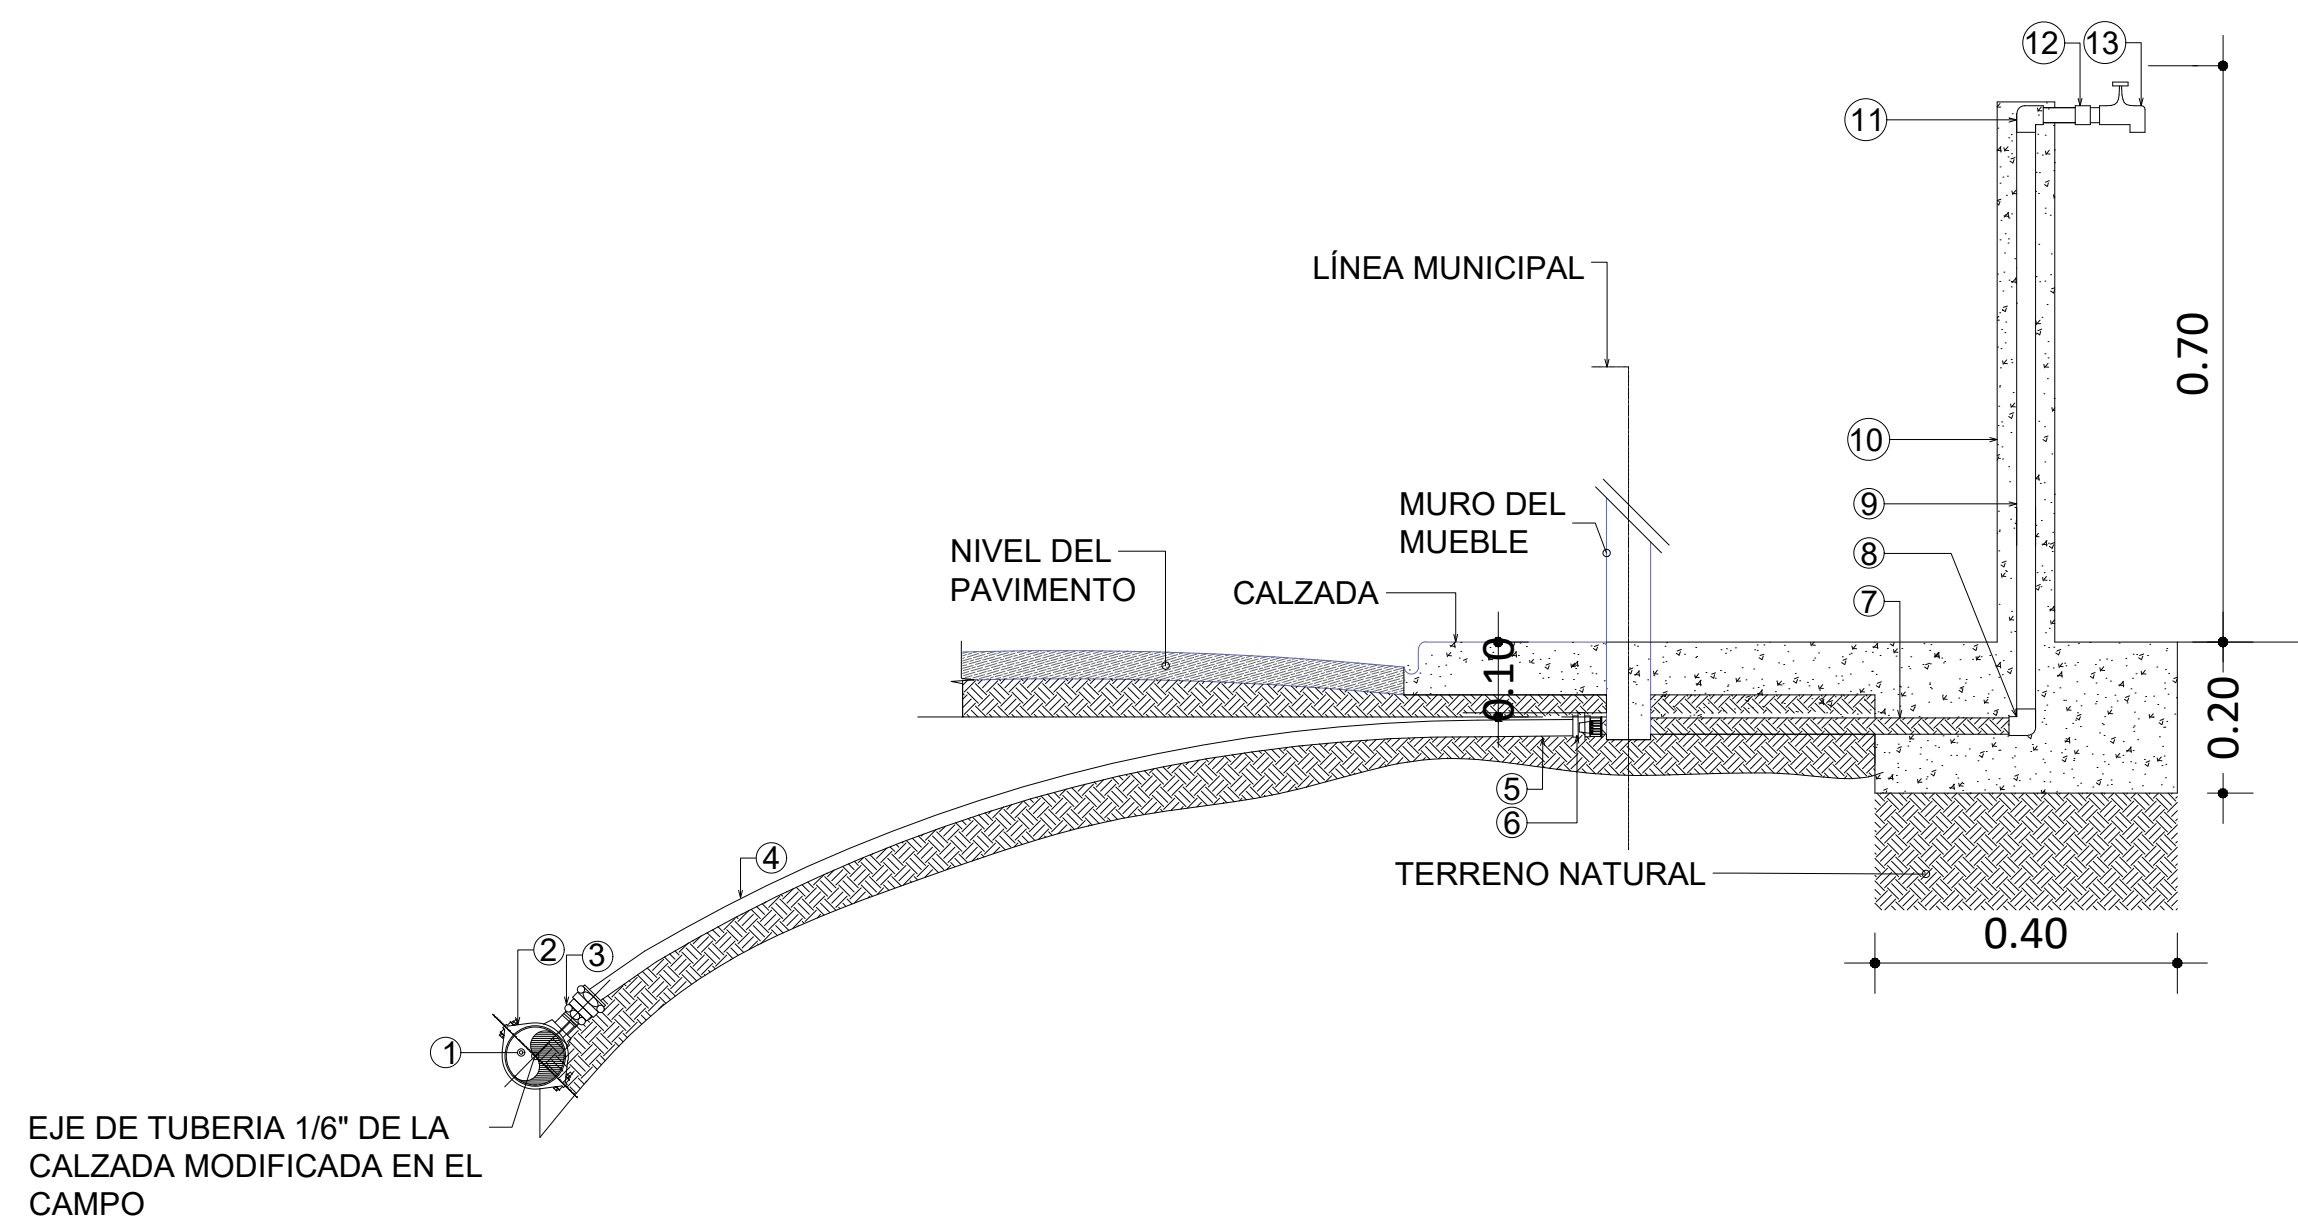 12
13
11
LÍNEA MUNICIPAL
0.70
10
MURO DEL
MUEBLE
9
NIVEL DEL
PAVIMENTO
8
CALZADA
7
0.10
0.20
5
6
4
TERRENO NATURAL
0.40
2
3
1
EJE DE TUBERIA 1/6" DE LA
CALZADA MODIFICADA EN EL
CAMPO